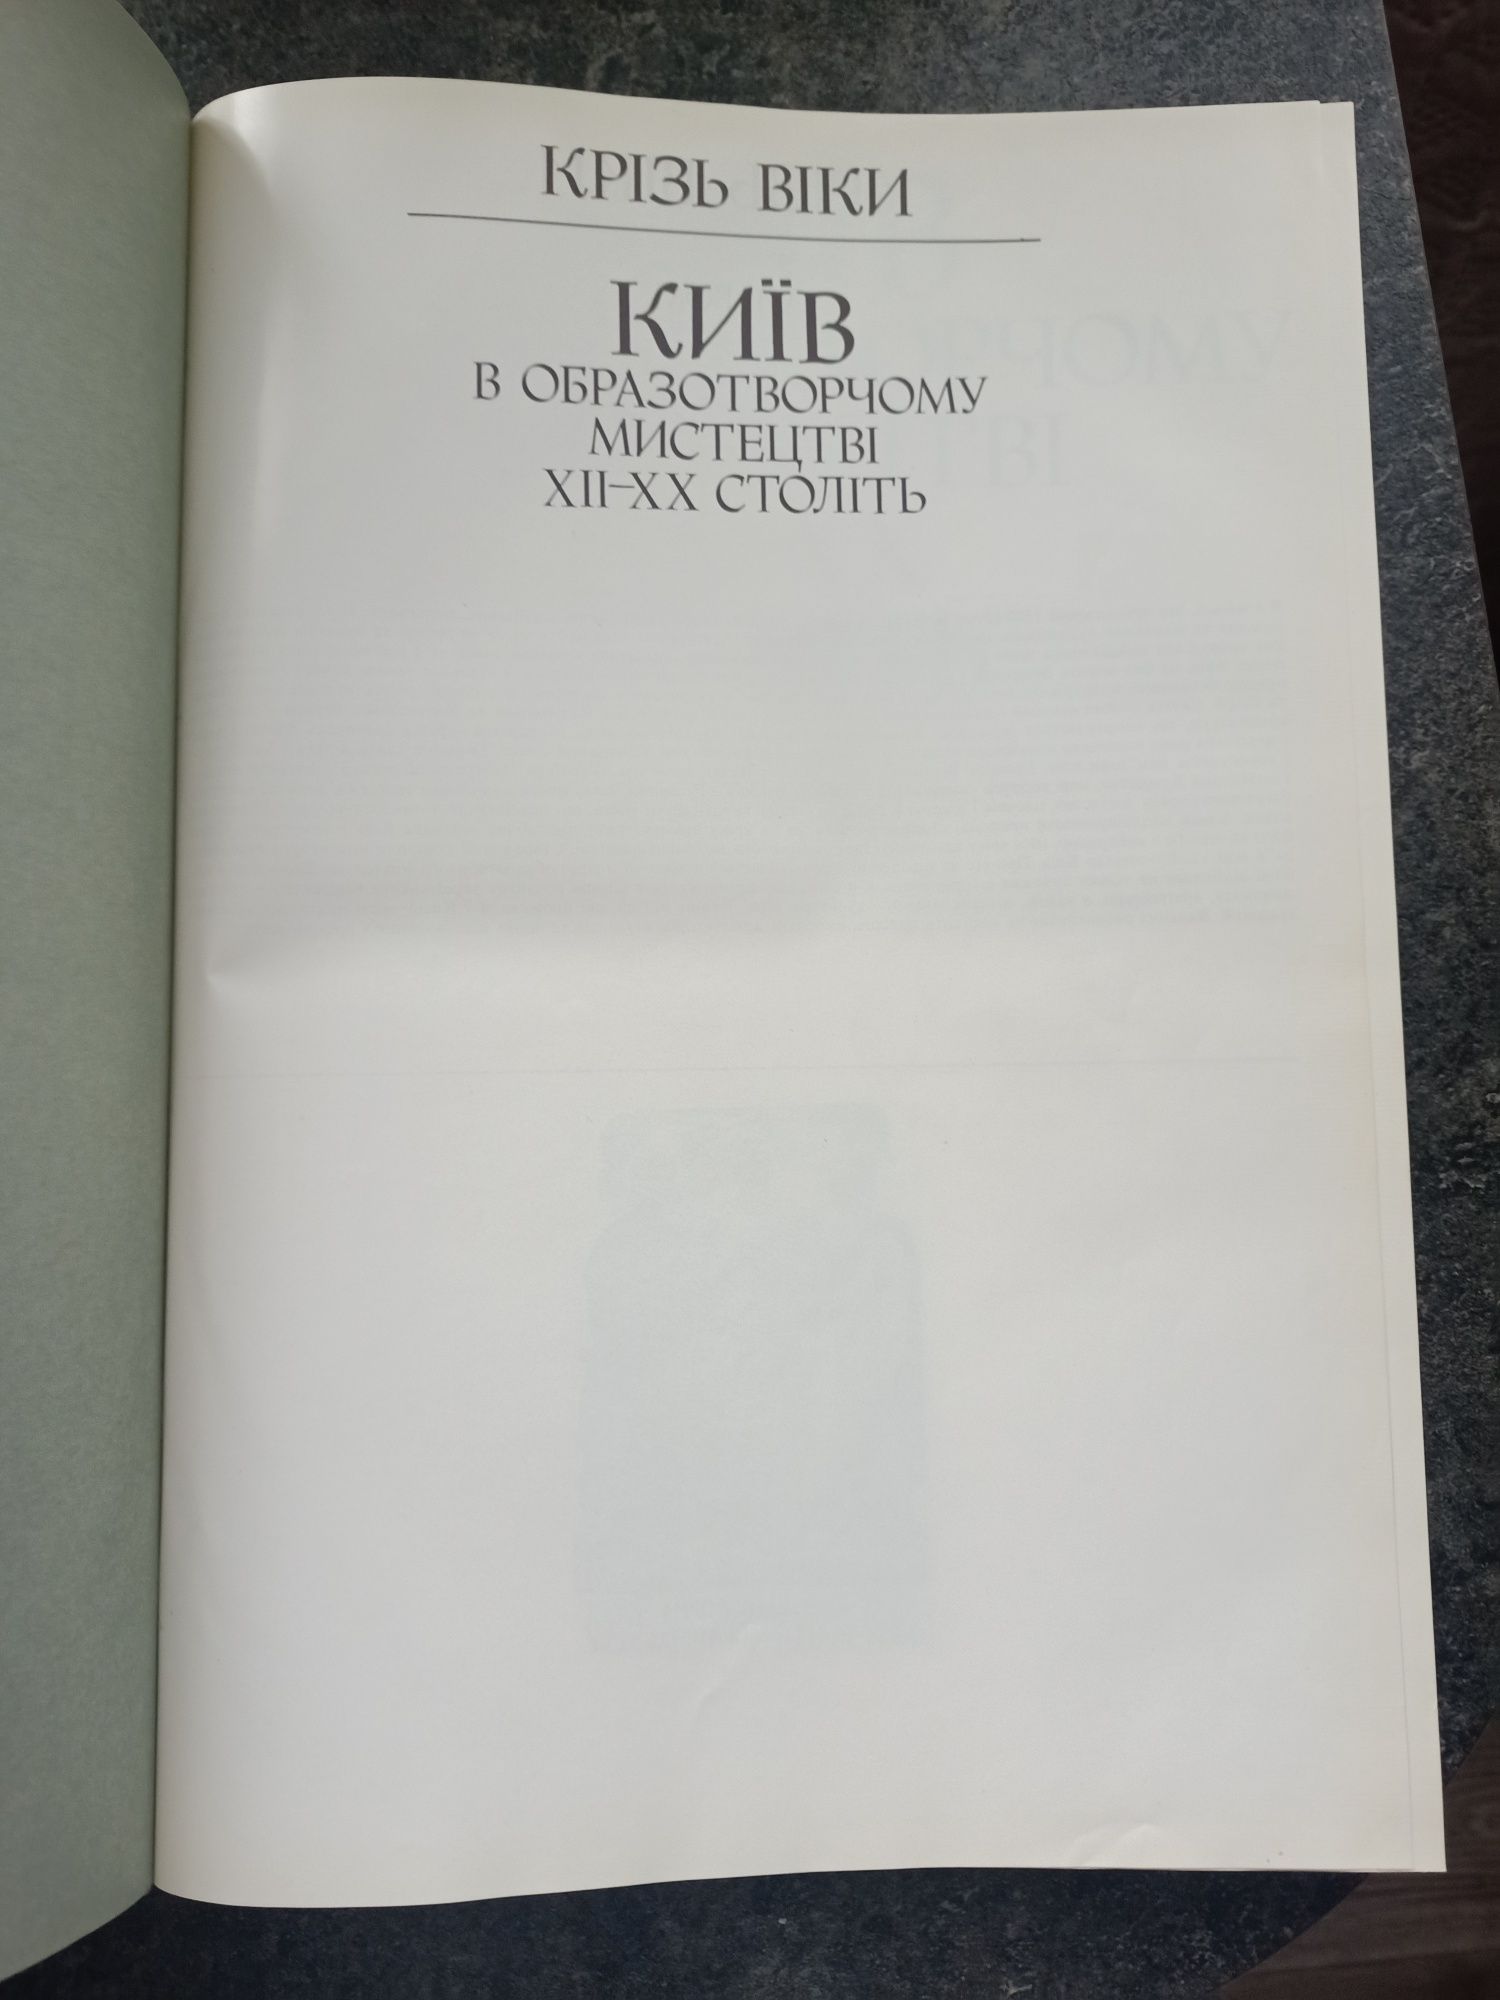 КРІЗЬ ВІКИ
КИЇВ
В ОБРАЗОТВОРЧОМУ
МИСТЕЦТВІ
XII–XX СТОЛІТЬ